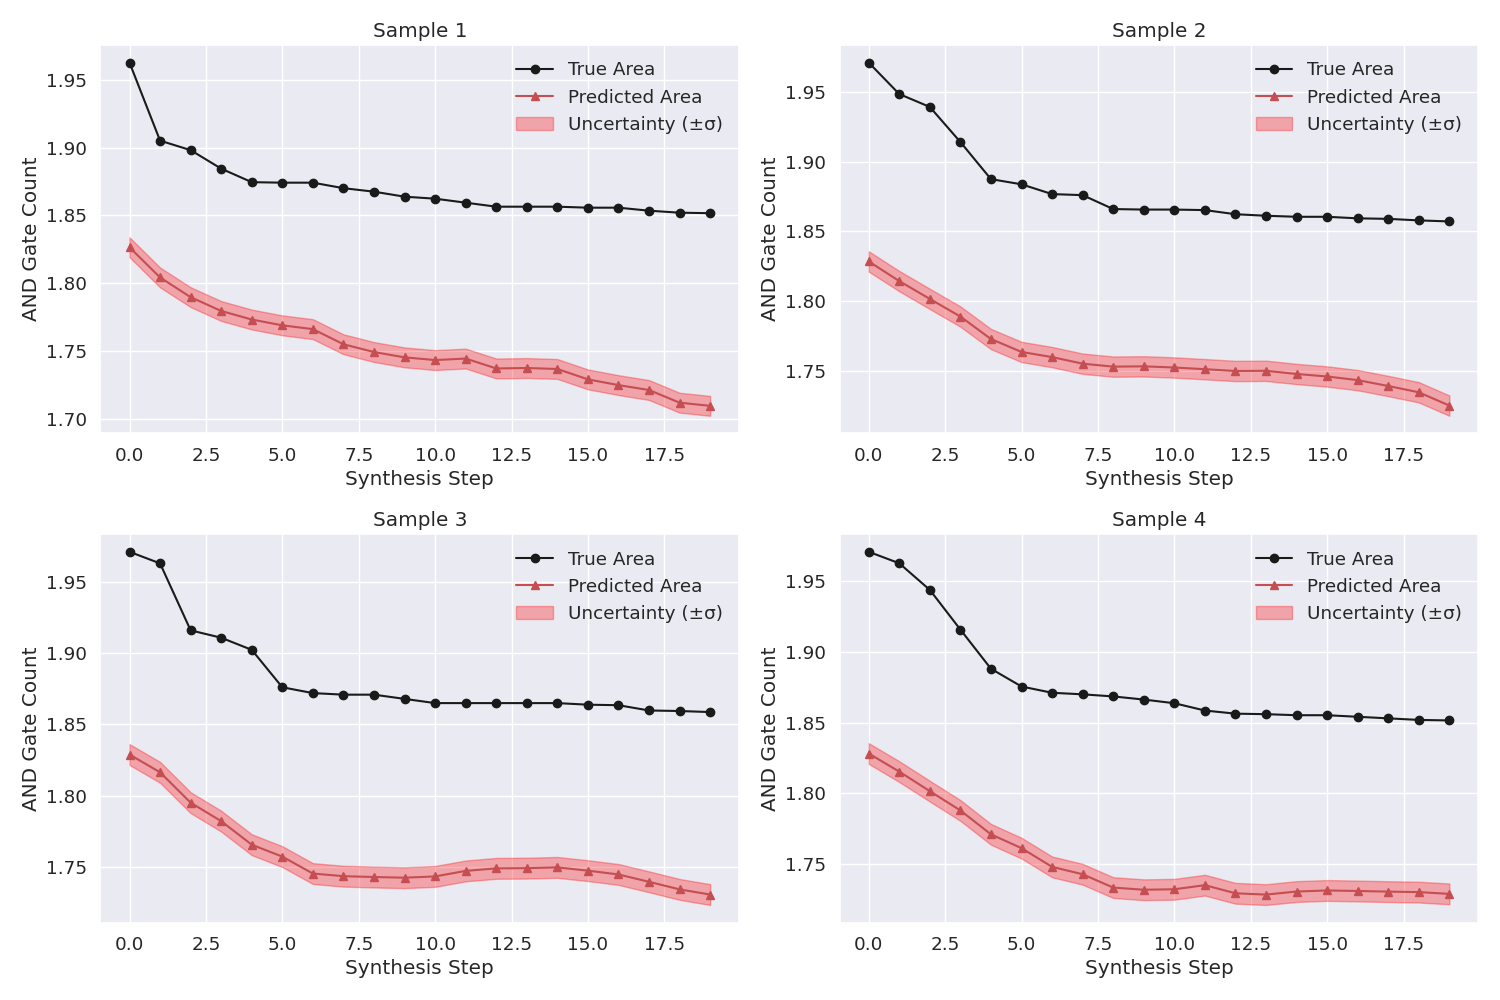 Sample 1
True Area
Predicted Area
Uncertainty (±σ)
AND Gate Count
1.95
1.90
1.85
1.80
1.75
1.70
0.0 2.5 5.0 7.5 10.0 12.5 15.0 17.5
Synthesis Step
Sample 2
True Area
Predicted Area
Uncertainty (±σ)
AND Gate Count
1.95
1.90
1.85
1.80
1.75
0.0 2.5 5.0 7.5 10.0 12.5 15.0 17.5
Synthesis Step
Sample 3
True Area
Predicted Area
Uncertainty (±σ)
AND Gate Count
1.95
1.90
1.85
1.80
1.75
0.0 2.5 5.0 7.5 10.0 12.5 15.0 17.5
Synthesis Step
Sample 4
True Area
Predicted Area
Uncertainty (±σ)
AND Gate Count
1.95
1.90
1.85
1.80
1.75
0.0 2.5 5.0 7.5 10.0 12.5 15.0 17.5
Synthesis Step